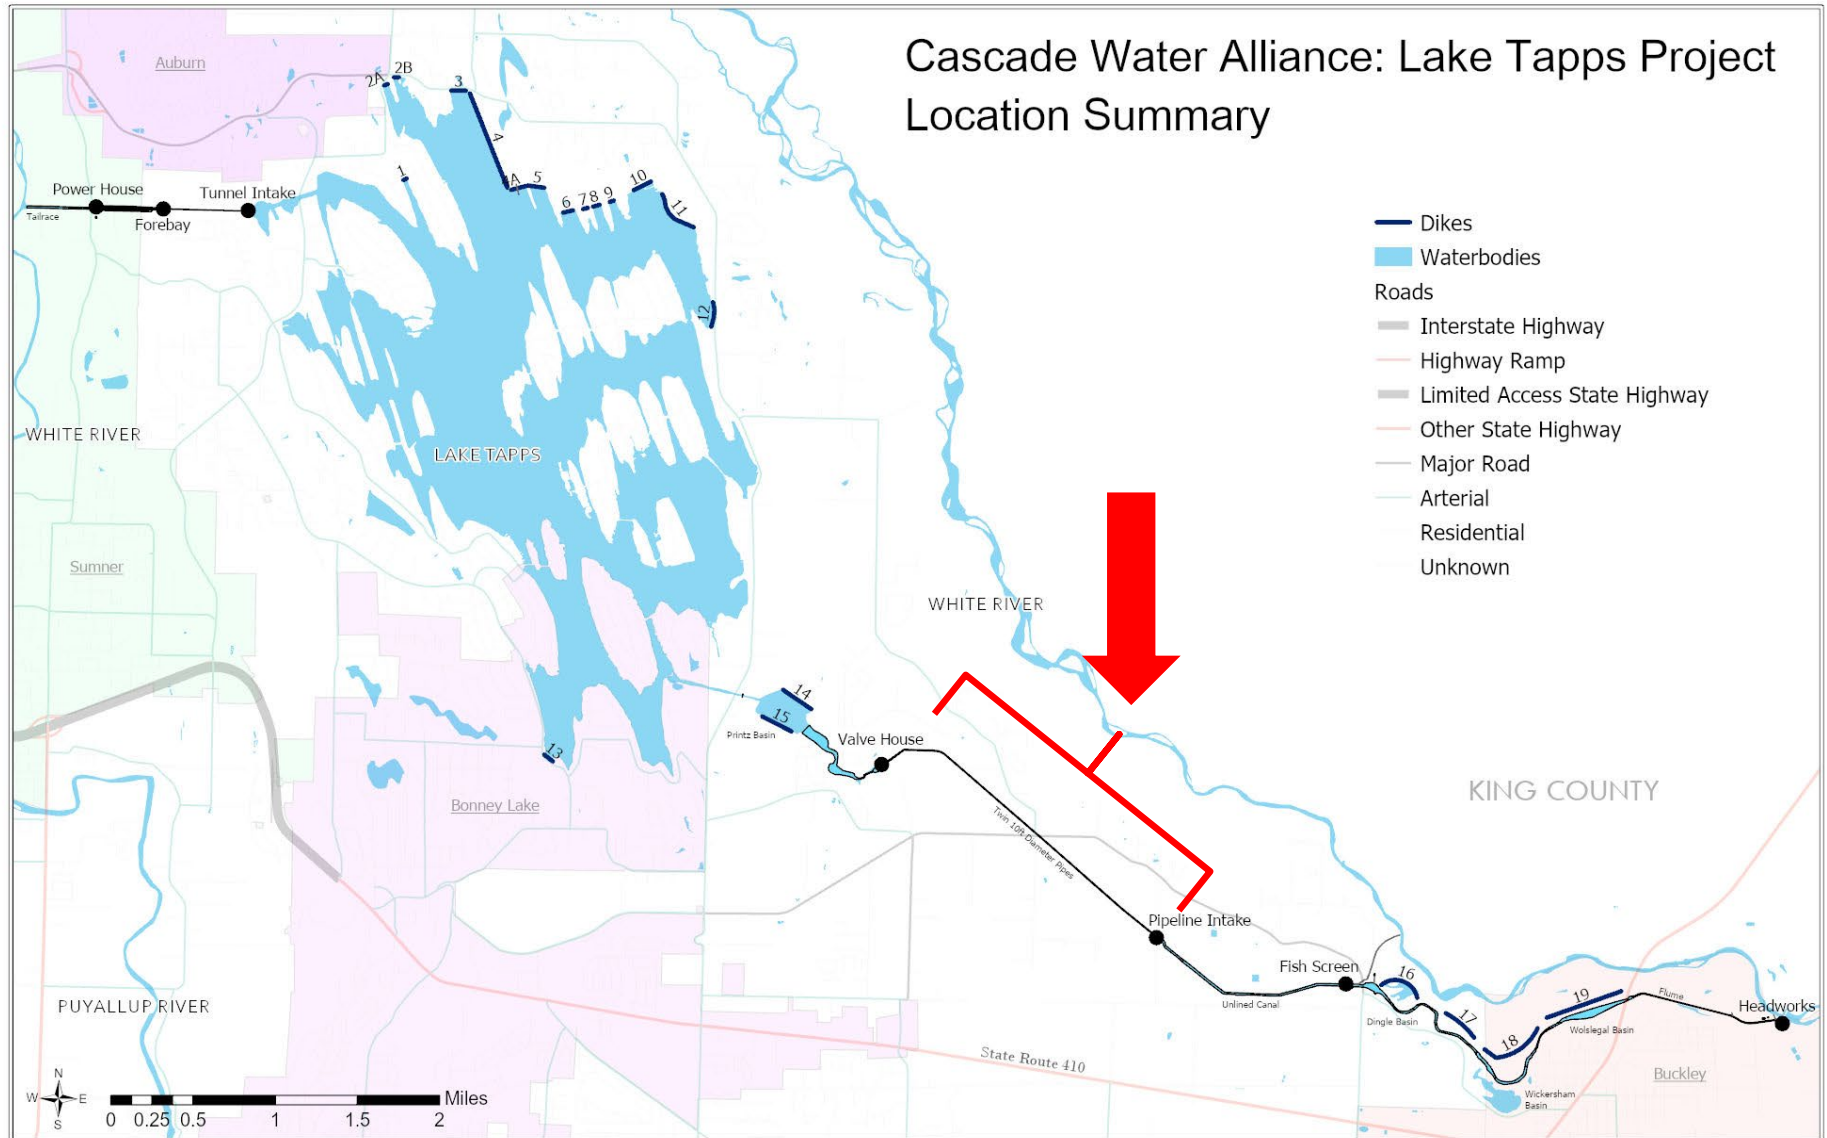 Cascade Water Alliance: Lake Tapps Project
Location Summary
Auburn
2A
2B
3
4
4A
5
1
6
7
8
9
10
11
12
Power House
Tunnel Intake
Tailrace
Forebay
Dikes
Waterbodies
Roads
Interstate Highway
Highway Ramp
Limited Access State Highway
Other State Highway
Major Road
Arterial
Residential
Unknown
WHITE RIVER
LAKE TAPPS
Sumner
WHITE RIVER
14
15
Printz Basin
Valve House
13
Bonney Lake
KING COUNTY
Twin 10ft Diameter Pipes
Pipeline Intake
Fish Screen
16
Unlined Canal
Dingle Basin
17
18
19
Wolslegal Basin
Flume
Headworks
PUYALLUP RIVER
State Route 410
Buckley
Wickersham
Basin
N
W
E
S
Miles
0
0.25
0.5
1
1.5
2